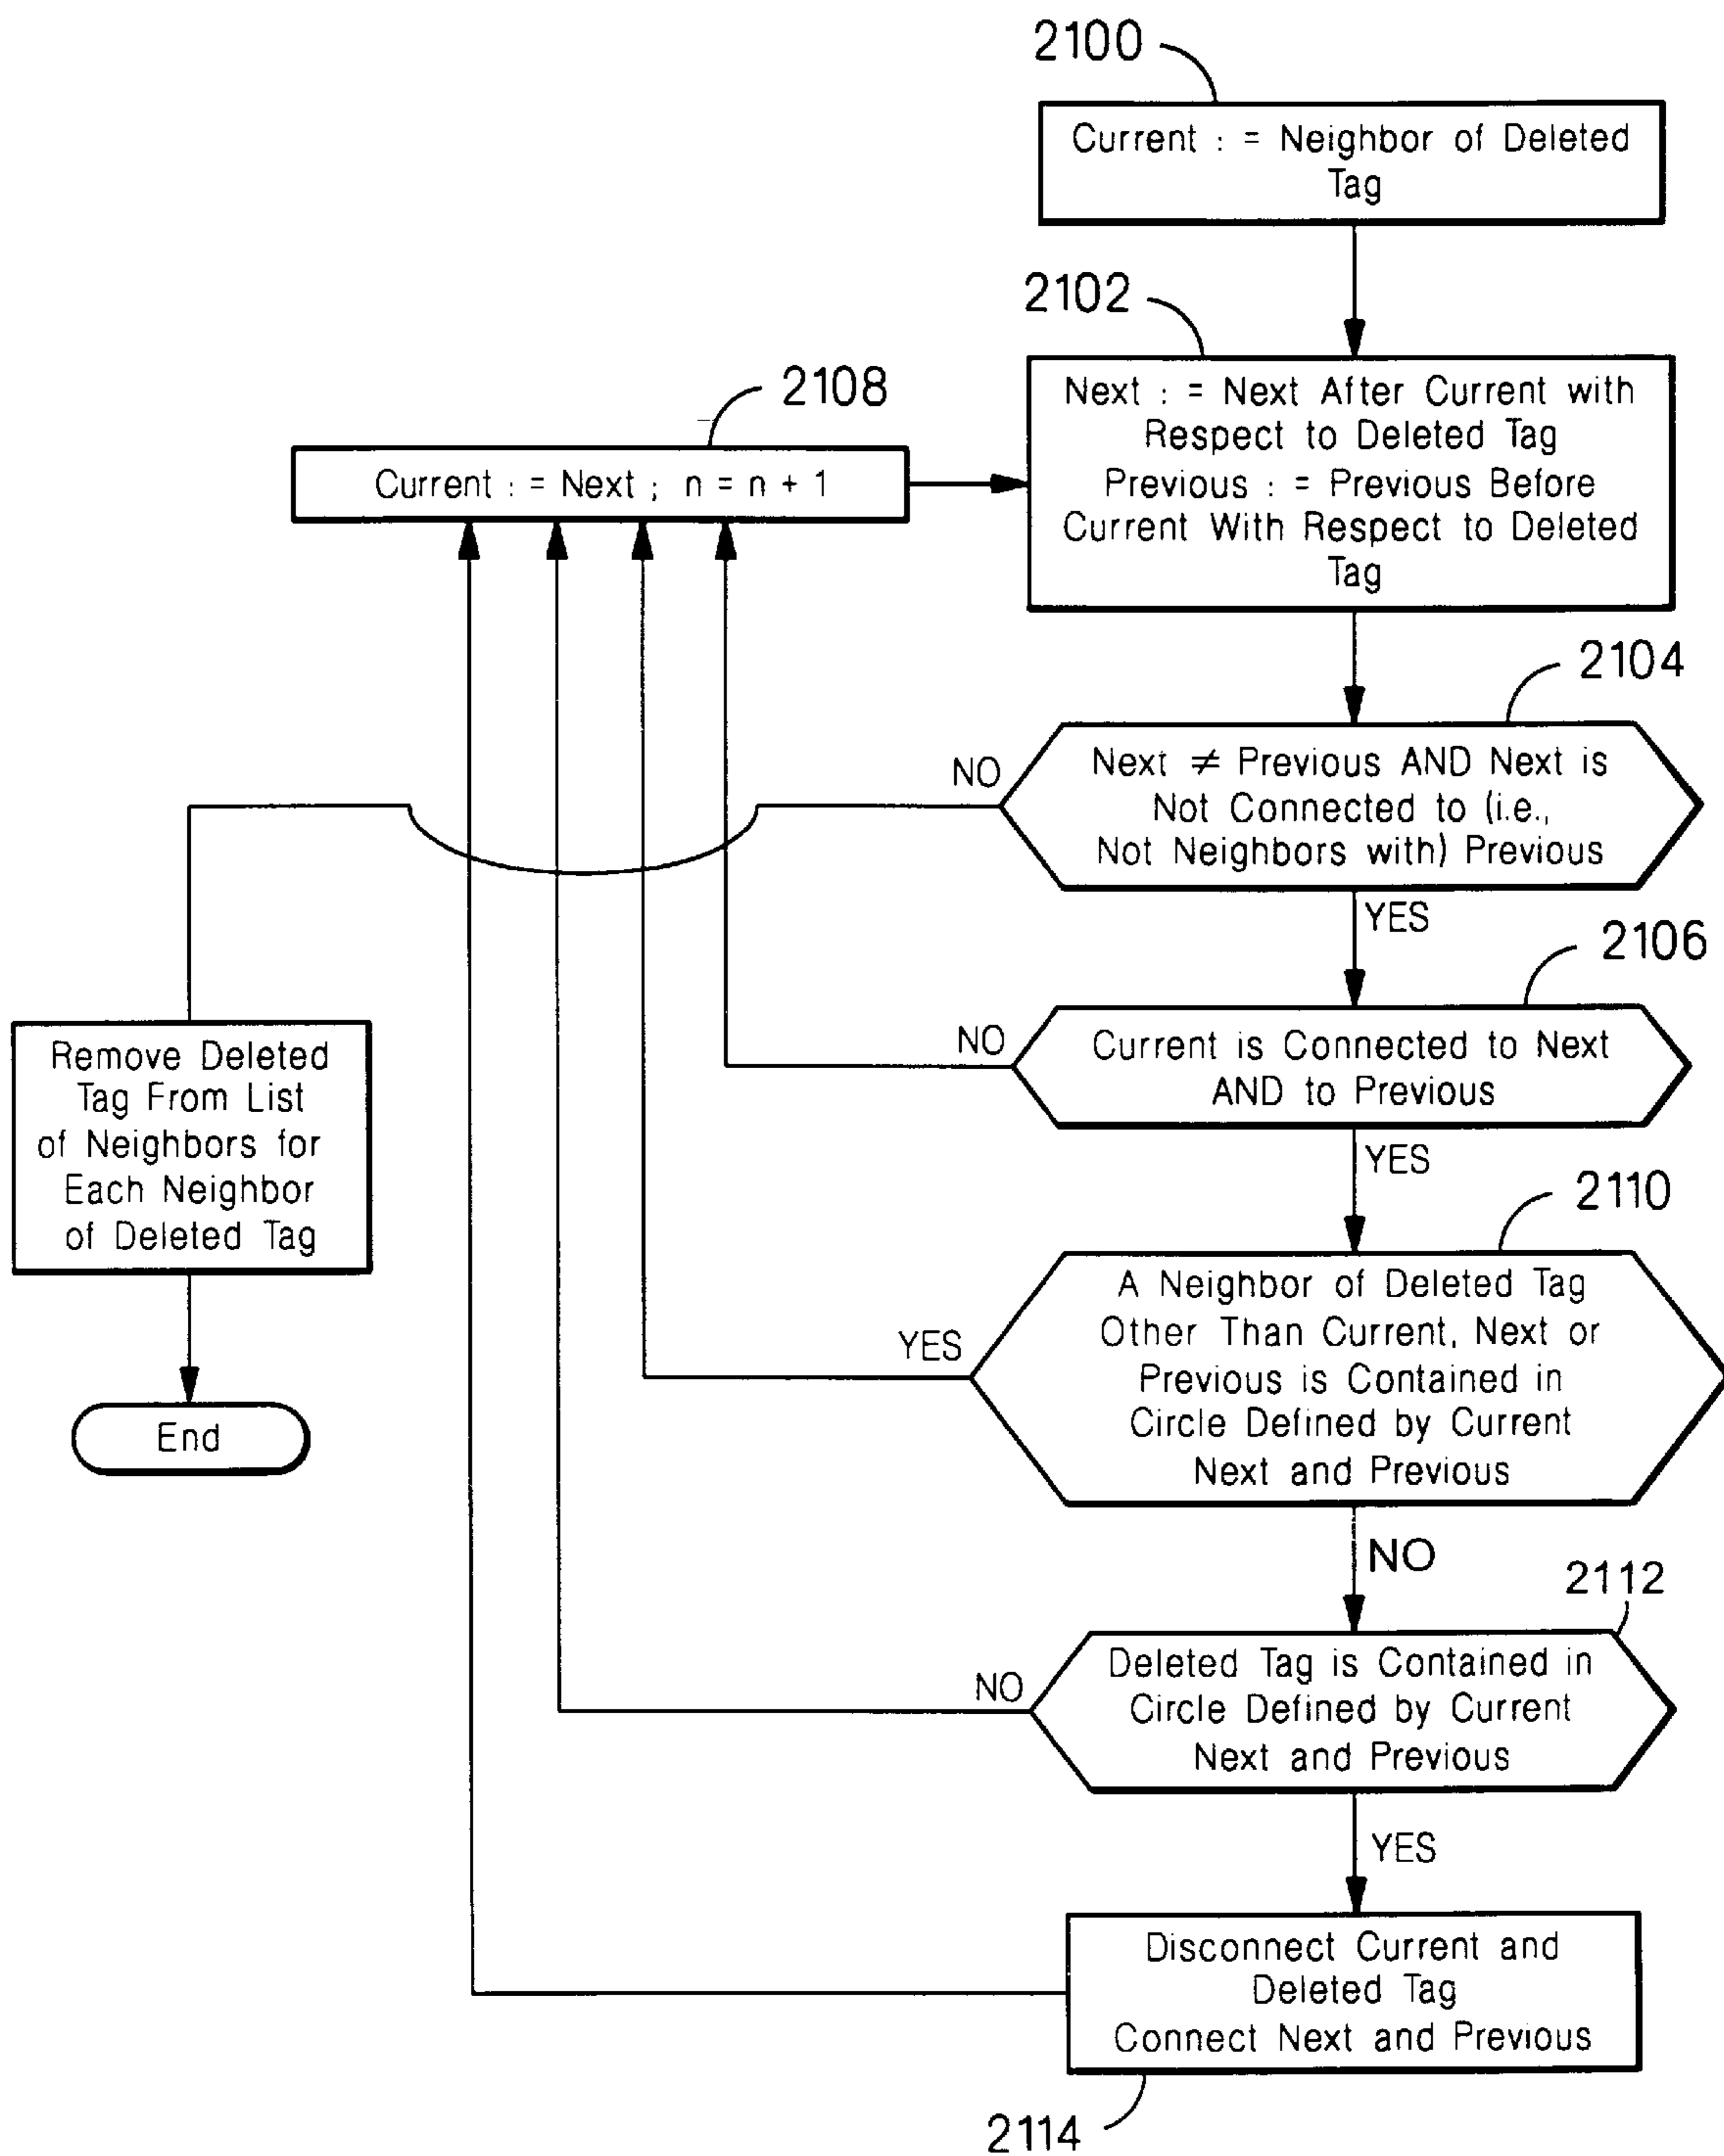 2100
Current : = Neighbor of Deleted
Tag
2102
Next : = Next After Current with
Respect to Deleted Tag
Previous : = Previous Before
Current With Respect to Deleted
Tag
2108
Current : = Next ; n = n + 1
2104
NO
Next ≠ Previous AND Next is
Not Connected to (i.e.,
Not Neighbors with) Previous
YES
2106
NO
Current is Connected to Next
AND to Previous
YES
Remove Deleted
Tag From List
of Neighbors for
Each Neighbor
of Deleted Tag
End
2110
YES
A Neighbor of Deleted Tag
Other Than Current, Next or
Previous is Contained in
Circle Defined by Current
Next and Previous
NO
2112
NO
Deleted Tag is Contained in
Circle Defined by Current
Next and Previous
YES
Disconnect Current and
Deleted Tag
Connect Next and Previous
2114